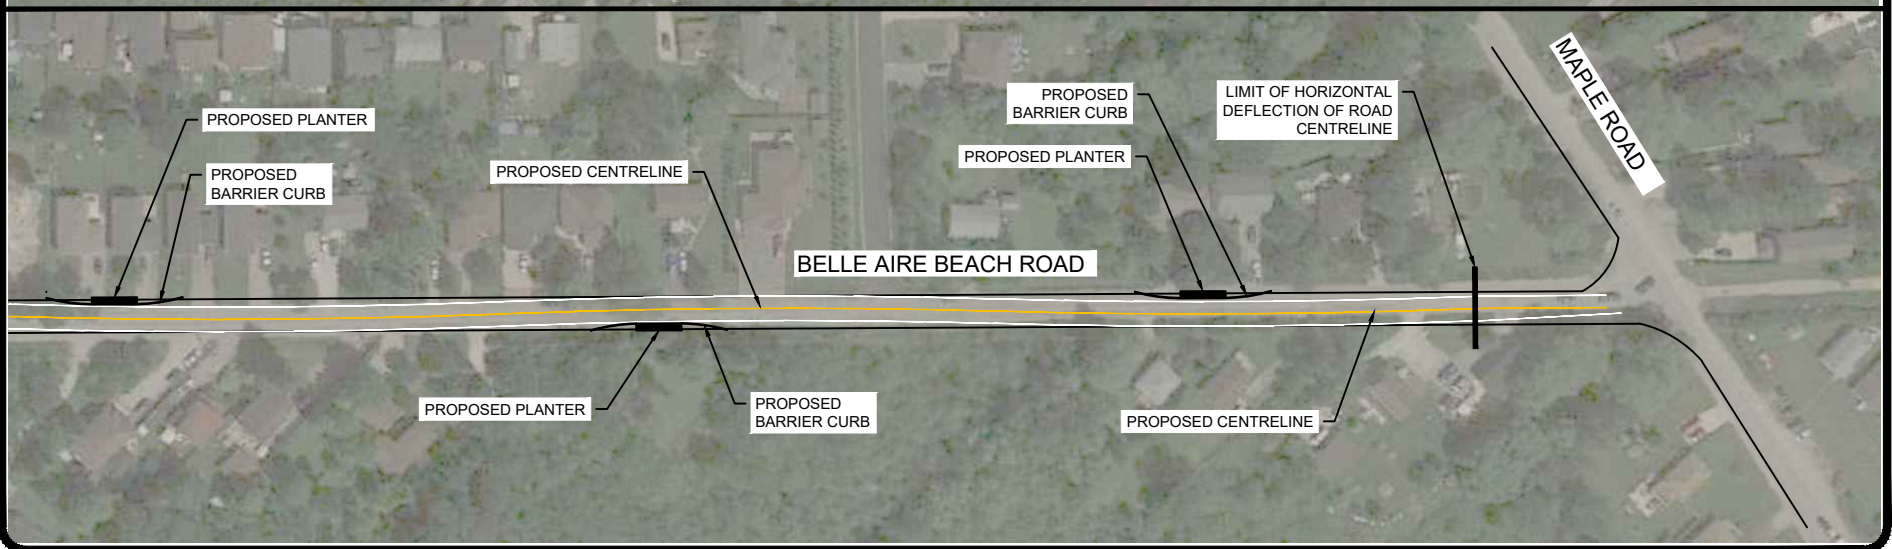 PROPOSED PLANTER
PROPOSED
BARRIER CURB
PROPOSED CENTRELINE
PROPOSED
BARRIER CURB
PROPOSED PLANTER
LIMIT OF HORIZONTAL
DEFLECTION OF ROAD
CENTRELINE
MAPLE ROAD
BELLE AIRE BEACH ROAD
PROPOSED PLANTER
PROPOSED
BARRIER CURB
PROPOSED CENTRELINE